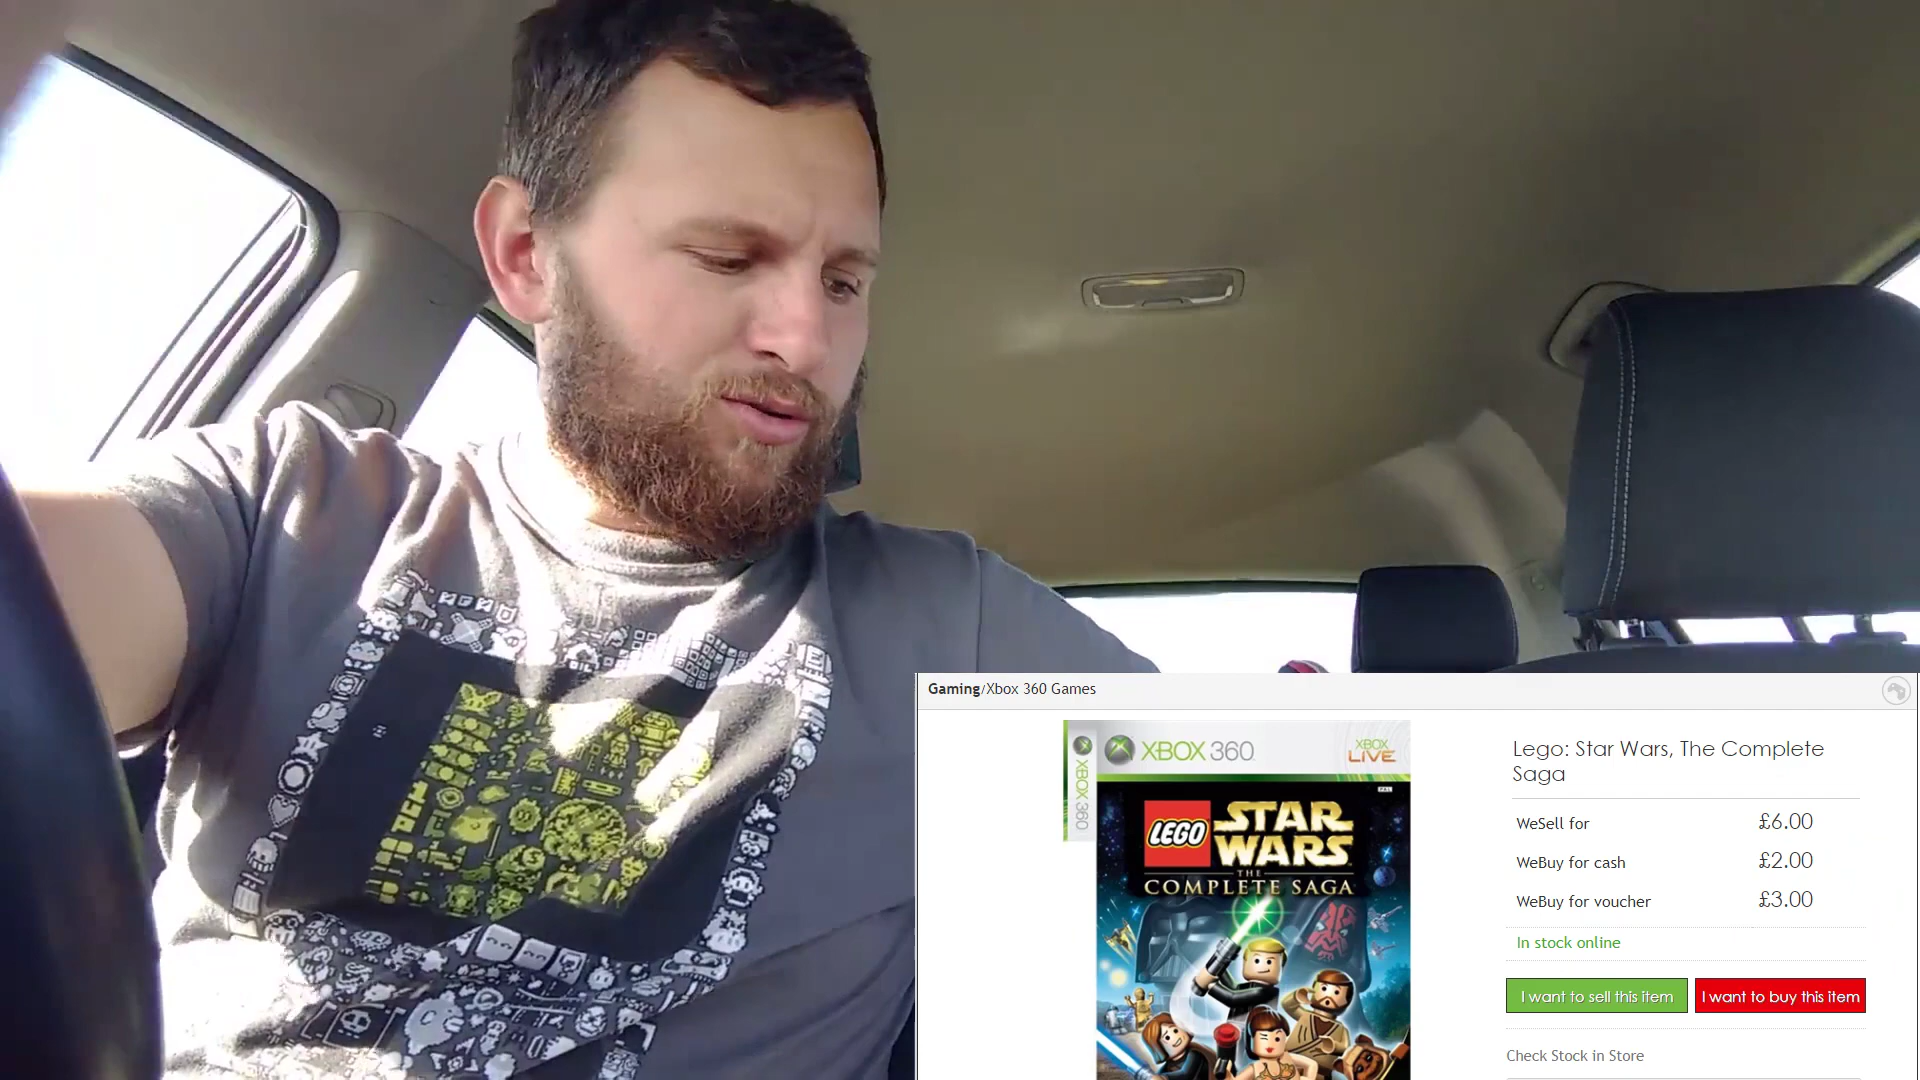 Gaming/Xbox 360 Games
XBOX 360
XBOX 360
XBOX
LIVE
PAL
LEGO STAR
WARS
THE
COMPLETE SAGA
Lego: Star Wars, The Complete
Saga
WeSell for £6.00
WeBuy for cash £2.00
WeBuy for voucher £3.00
In stock online
I want to sell this item I want to buy this item
Check Stock in Store